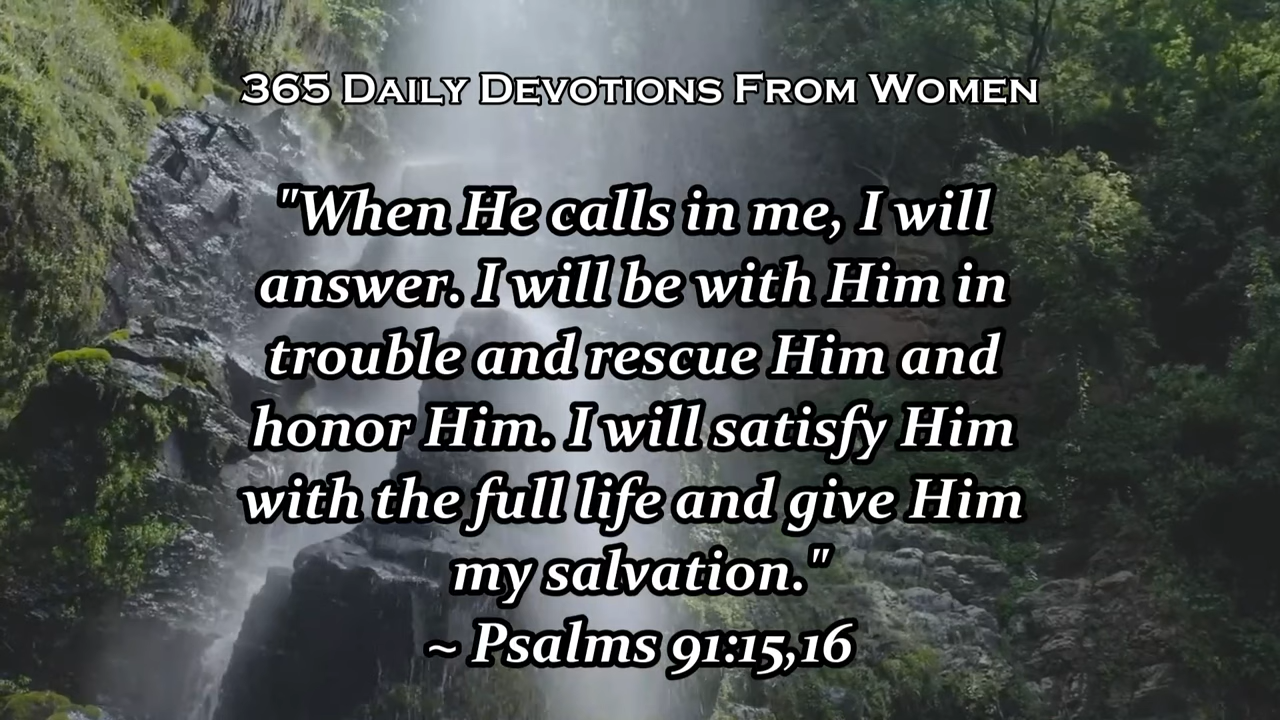 365 Daily Devotions From Women
"When He calls in me, I will
answer. I will be with Him in
trouble and rescue Him and
honor Him. I will satisfy Him
with the full life and give Him
my salvation."
~ Psalms 91:15,16